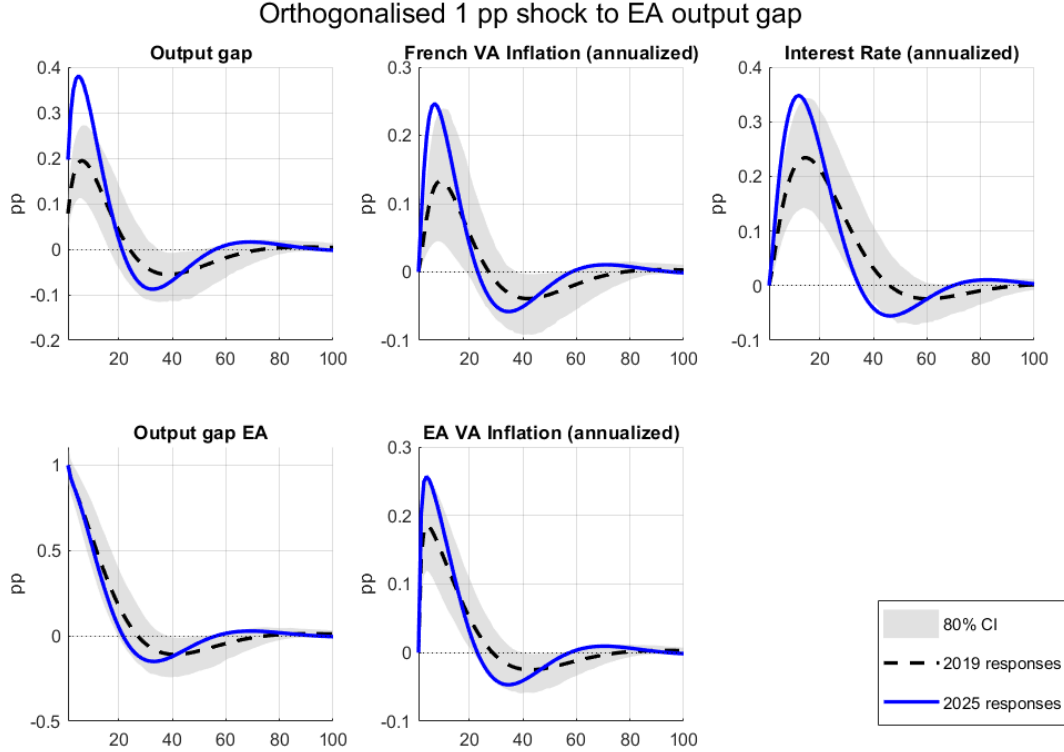 Orthogonalised 1 pp shock to EA output gap
Output gap
French VA Inflation (annualized)
Interest Rate (annualized)
0.4
0.3
0.2
0.1
0
-0.1
-0.2
pp
20 40 60 80 100
0.3
0.2
0.1
0
-0.1
pp
20 40 60 80 100
0.4
0.3
0.2
0.1
0
-0.1
pp
20 40 60 80 100
Output gap EA
EA VA Inflation (annualized)
1
0.5
0
-0.5
pp
20 40 60 80 100
0.3
0.2
0.1
0
-0.1
pp
20 40 60 80 100
80% CI
2019 responses
2025 responses